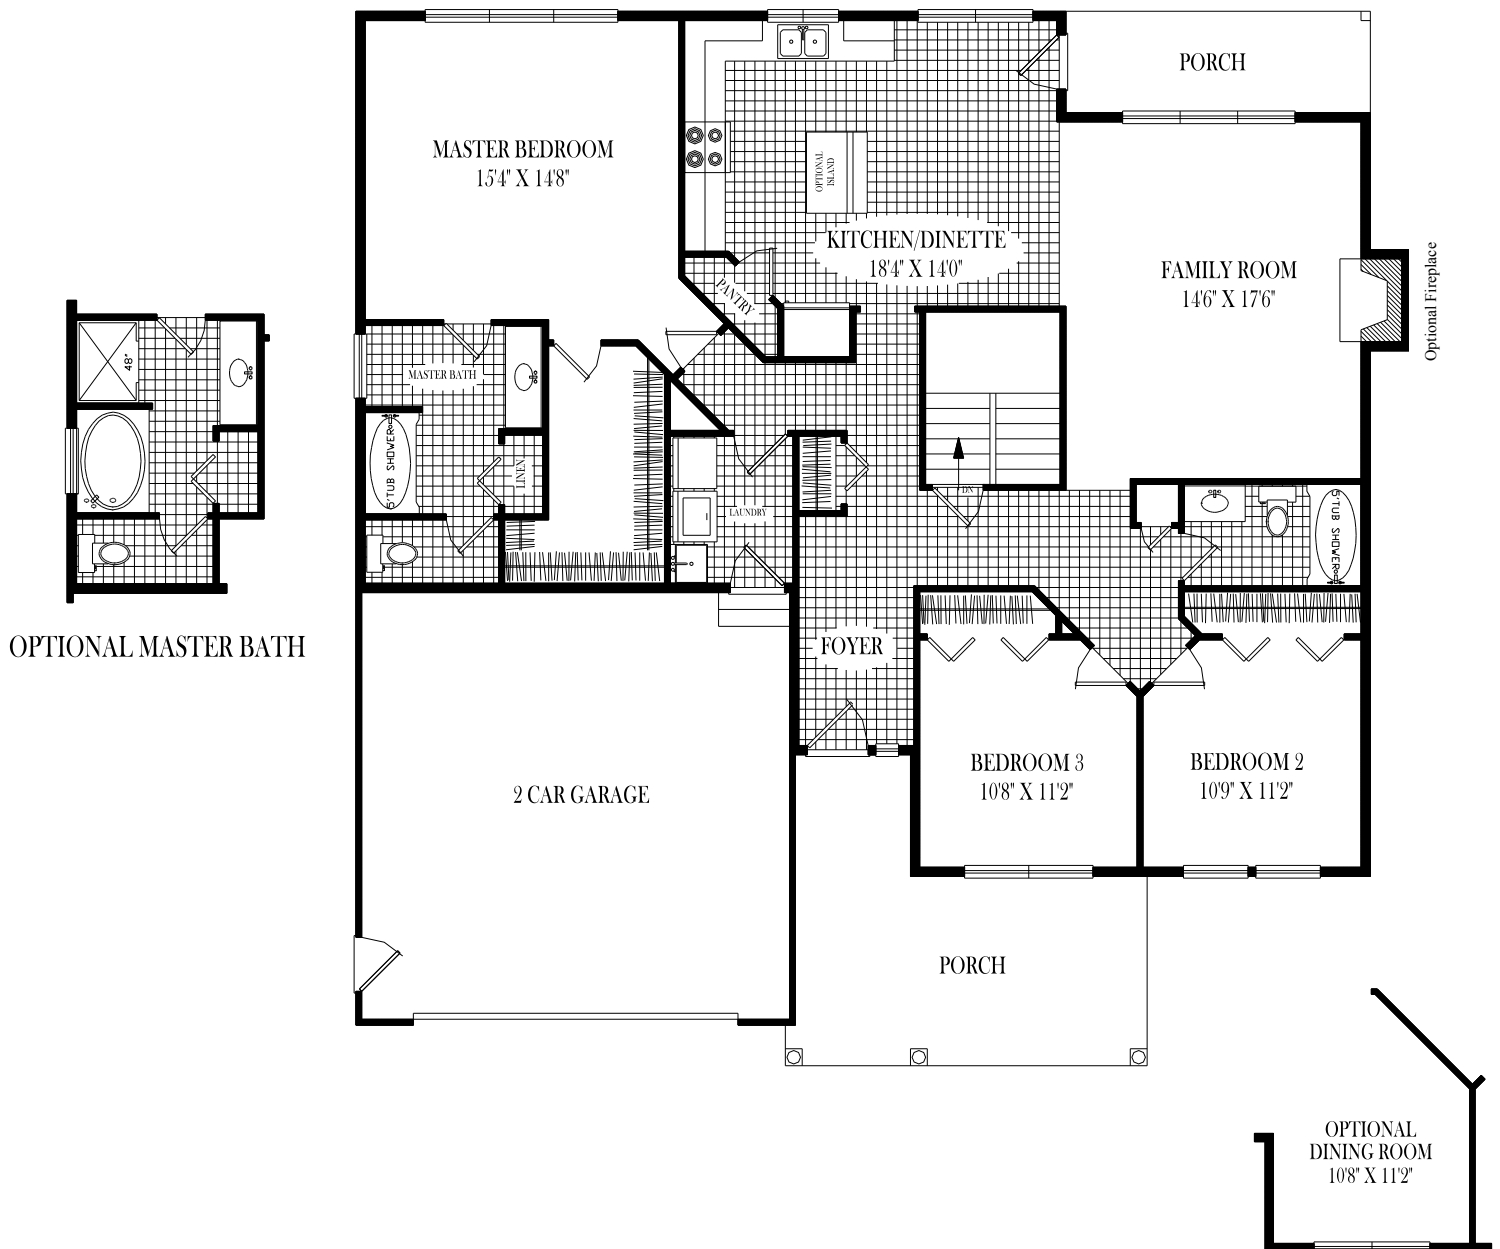 PORCH
MASTER BEDROOM
15'4" X 14'8"
OPTIONAL
ISLAND
KITCHEN/DINETTE
18'4" X 14'0"
FAMILY ROOM
14'6" X 17'6"
Optional Fireplace
PANTRY
48"
MASTER BATH
5'TUB SHOWER
LINEN
LAUNDRY
DN
5'TUB SHOWER
OPTIONAL MASTER BATH
FOYER
BEDROOM 3
10'8" X 11'2"
BEDROOM 2
10'9" X 11'2"
2 CAR GARAGE
PORCH
OPTIONAL
DINING ROOM
10'8" X 11'2"